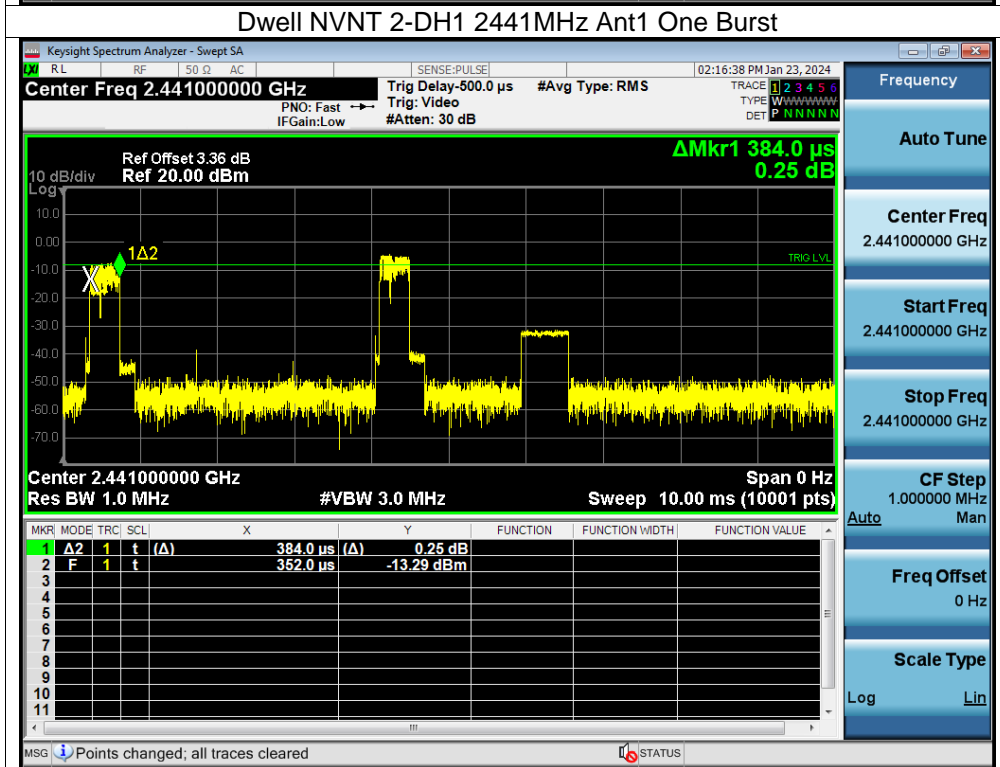 Dwell NVNT 2-DH1 2441MHz Ant1 One Burst
Keysight Spectrum Analyzer - Swept SA
LXI RL RF 50 Ω AC SENSE:PULSE 02:16:38 PM Jan 23, 2024
Center Freq 2.441000000 GHz
PNO: Fast
IFGain:Low
Trig Delay-500.0 µs
Trig: Video
#Atten: 30 dB
#Avg Type: RMS
TRACE 1 2 3 4 5 6
TYPE WWWWWW
DET P N N N N N
ΔMkr1 384.0 µs
0.25 dB
Ref Offset 3.36 dB
10 dB/div Ref 20.00 dBm
Log
10.0
0.00
-10.0
-20.0
-30.0
-40.0
-50.0
-60.0
-70.0
1Δ2
X
TRIG LVL
Center 2.441000000 GHz Span 0 Hz
Res BW 1.0 MHz #VBW 3.0 MHz Sweep 10.00 ms (10001 pts)
MKR MODE TRC SCL X Y FUNCTION FUNCTION WIDTH FUNCTION VALUE
1 Δ2 1 t (Δ) 384.0 µs (Δ) 0.25 dB
2 F 1 t 352.0 µs -13.29 dBm
3
4
5
6
7
8
9
10
11
MSG Points changed; all traces cleared STATUS
Frequency
Auto Tune
Center Freq
2.441000000 GHz
Start Freq
2.441000000 GHz
Stop Freq
2.441000000 GHz
CF Step
1.000000 MHz
Auto Man
Freq Offset
0 Hz
Scale Type
Log Lin